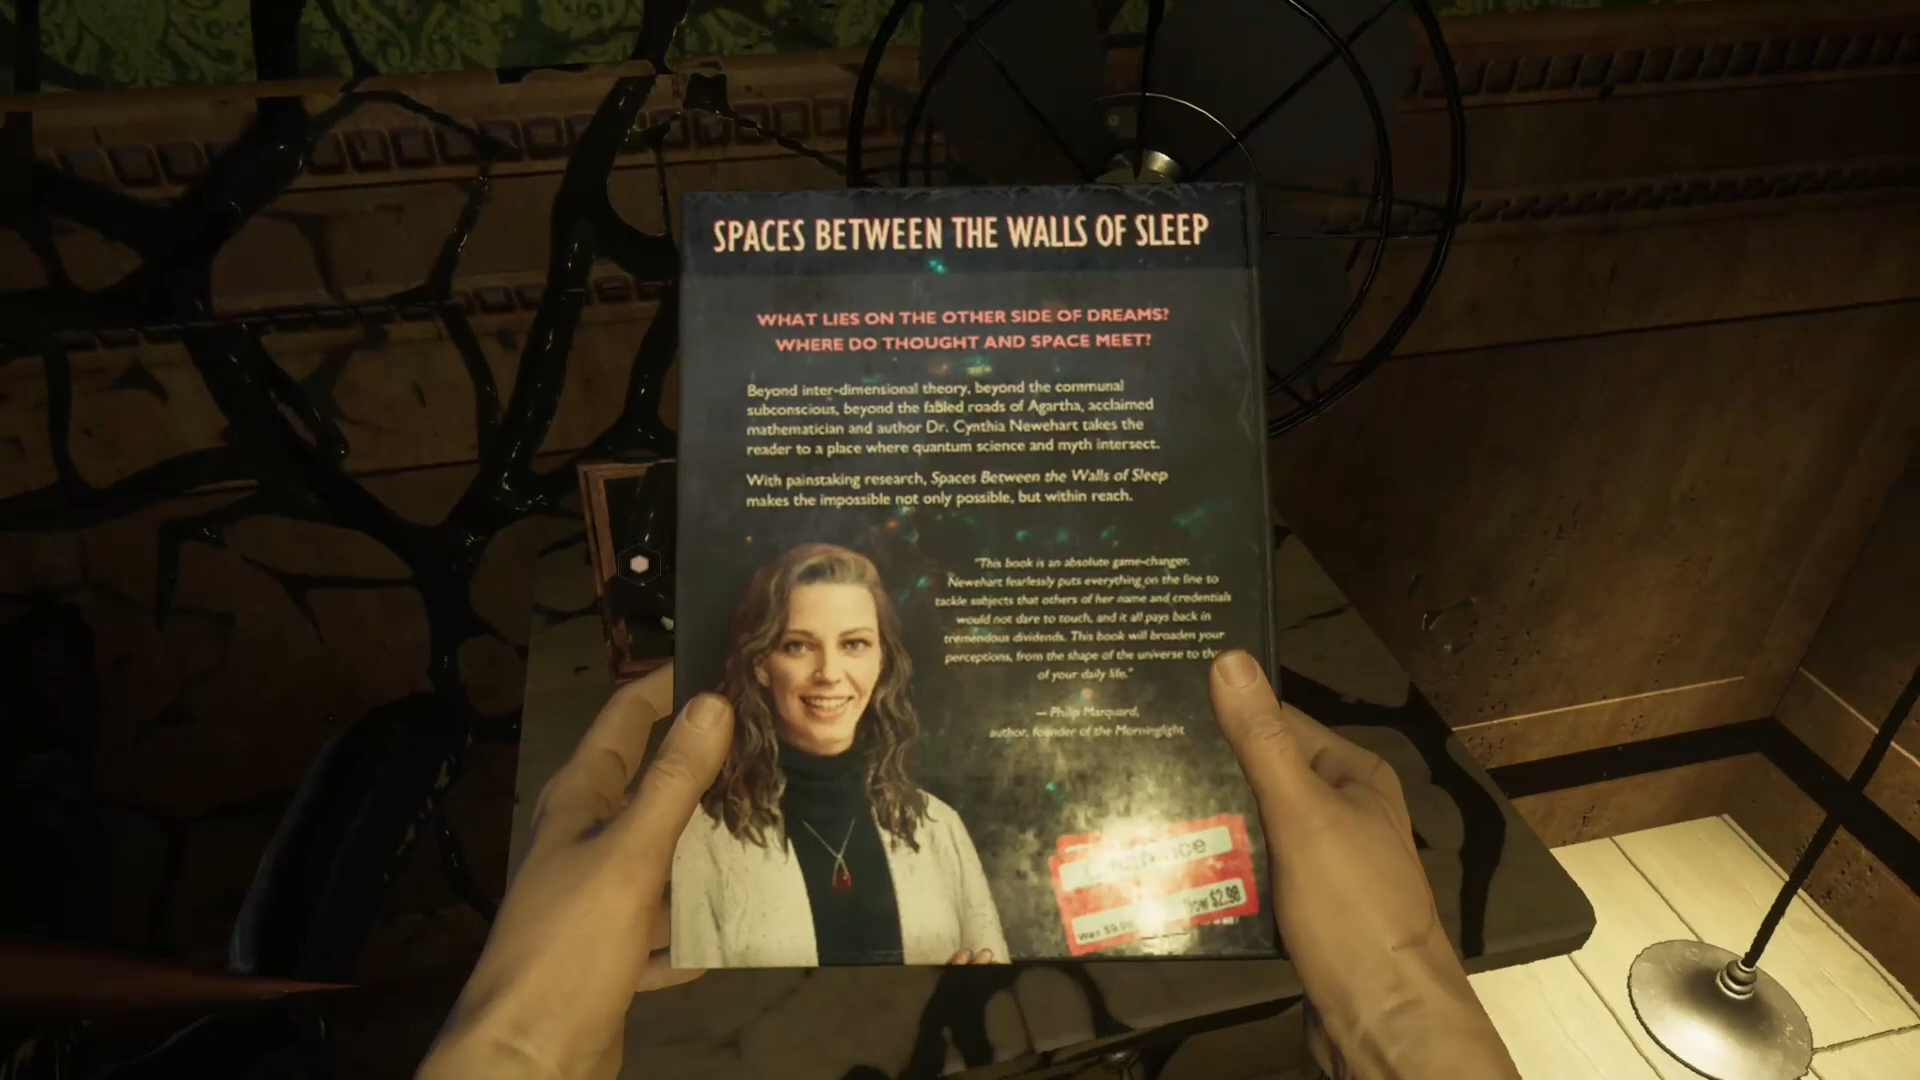 SPACES BETWEEN THE WALLS OF SLEEP
WHAT LIES ON THE OTHER SIDE OF DREAMS?
WHERE DO THOUGHT AND SPACE MEET?
Beyond inter-dimensional theory, beyond the communal
subconscious, beyond the fabled roads of Agartha, acclaimed
mathematician and author Dr. Cynthia Newehart takes the
reader to a place where quantum science and myth intersect.
With painstaking research, Spaces Between the Walls of Sleep
makes the impossible not only possible, but within reach.
"This book is an absolute game-changer.
Newehart fearlessly puts everything on the line to
tackle subjects that others of her name and credentials
would not dare to touch, and it all pays back in
tremendous dividends. This book will broaden your
perceptions, from the shape of the universe to
of your daily life."
— Philip Marquard,
author, founder of the Morninglight
Now $2.98
Was